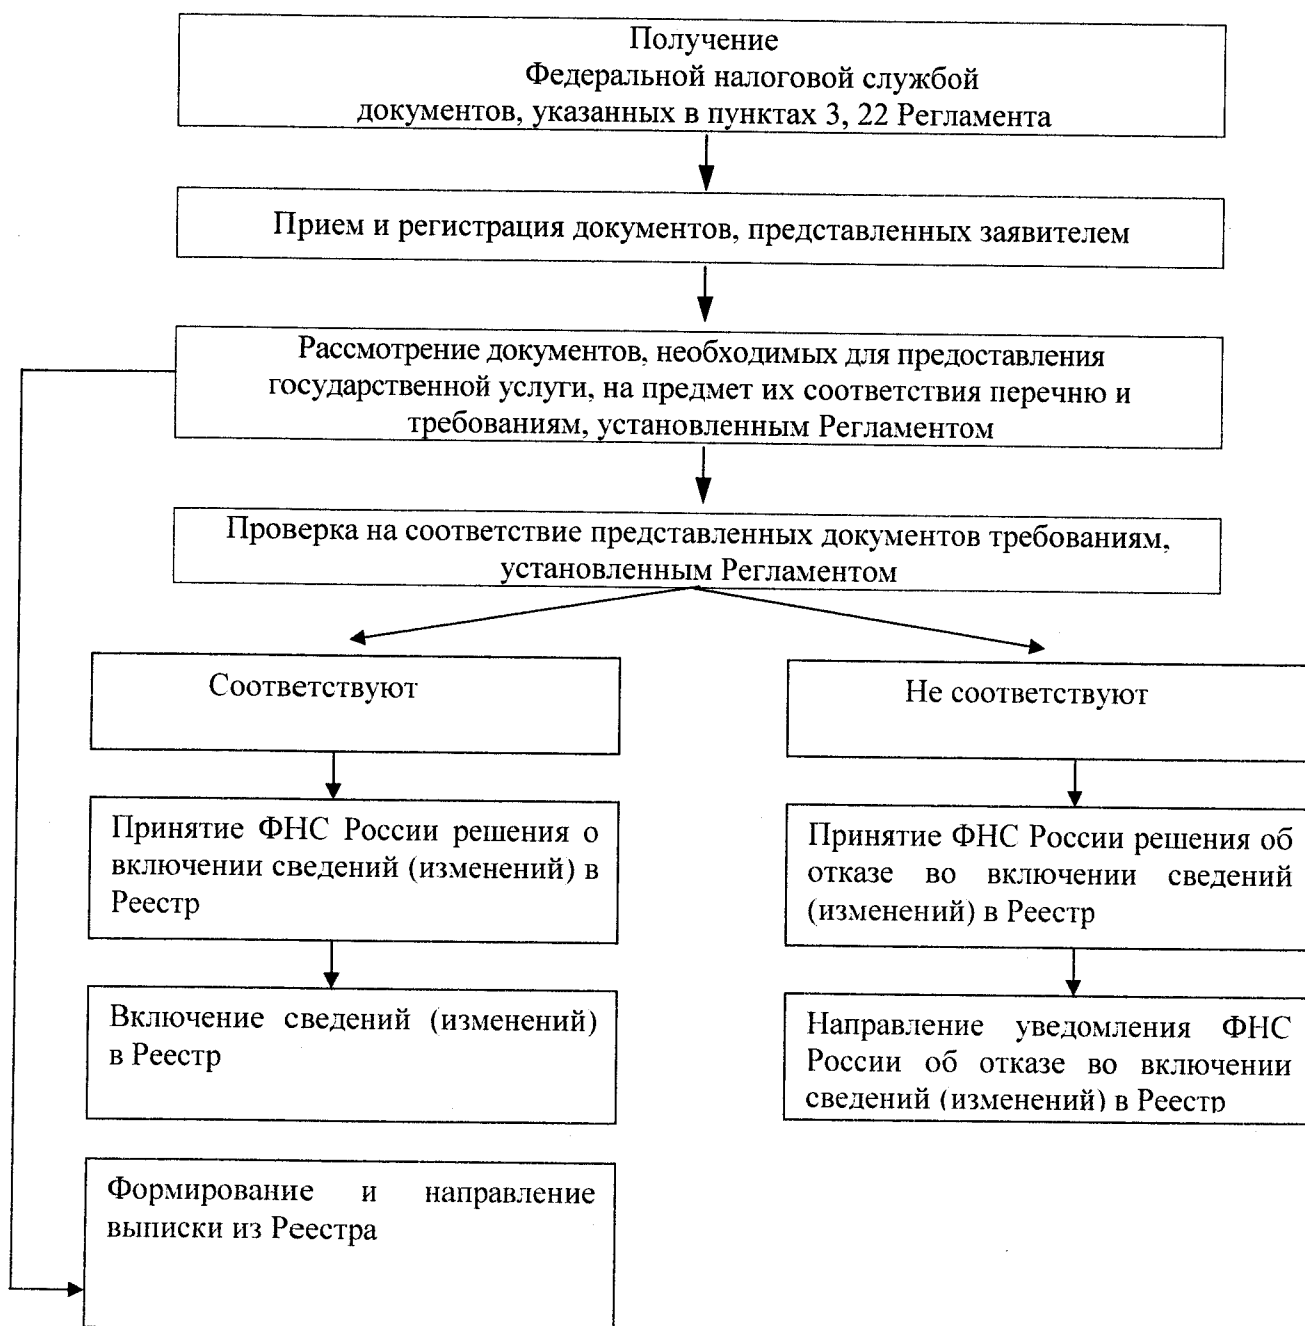 Получение
Федеральной налоговой службой
документов, указанных в пунктах 3, 22 Регламента
Прием и регистрация документов, представленных заявителем
Рассмотрение документов, необходимых для предоставления
государственной услуги, на предмет их соответствия перечню и
требованиям, установленным Регламентом
Проверка на соответствие представленных документов требованиям,
установленным Регламентом
Соответствуют
Не соответствуют
Принятие ФНС России решения о
включении сведений (изменений) в
Реестр
Принятие ФНС России решения об
отказе во включении сведений
(изменений) в Реестр
Включение сведений (изменений)
в Реестр
Направление уведомления ФНС
России об отказе во включении
сведений (изменений) в Реестр
Формирование и направление
выписки из Реестра